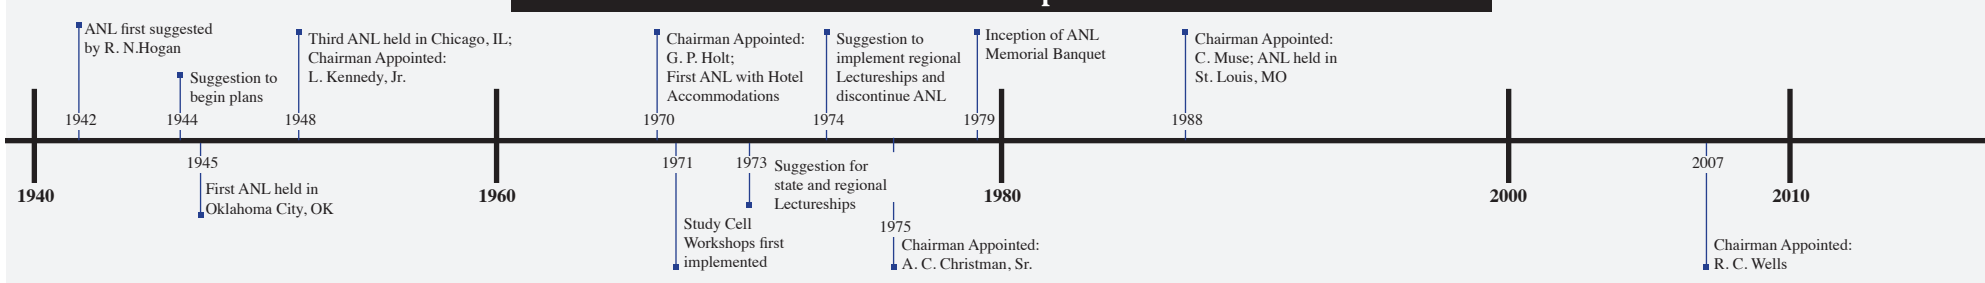 ANL first suggested
by R. N.Hogan
1942
Suggestion to
begin plans
1944
1945
First ANL held in
Oklahoma City, OK
Third ANL held in Chicago, IL;
Chairman Appointed:
L. Kennedy, Jr.
1948
Chairman Appointed:
G. P. Holt;
First ANL with Hotel
Accommodations
1970
1971
Study Cell
Workshops first
implemented
1973
Suggestion for
state and regional
Lectureships
Suggestion to
implement regional
Lectureships and
discontinue ANL
1974
1975
Chairman Appointed:
A. C. Christman, Sr.
Inception of ANL
Memorial Banquet
1979
Chairman Appointed:
C. Muse; ANL held in
St. Louis, MO
1988
2007
Chairman Appointed:
R. C. Wells
1940
1960
1980
2000
2010